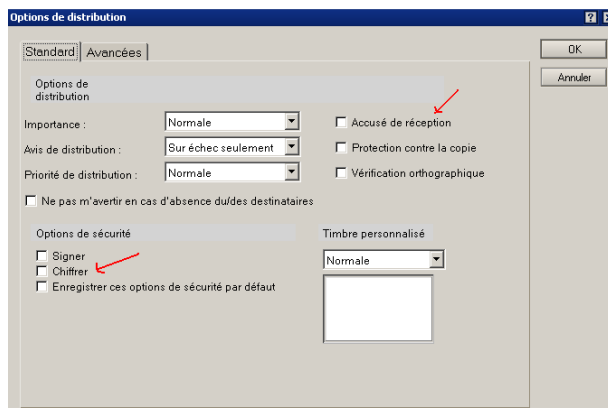 Options de distribution
Standard Avancées
OK
Annuler
Options de
distribution
Importance : Normale Accusé de réception
Avis de distribution : Sur échec seulement Protection contre la copie
Priorité de distribution : Normale Vérification orthographique
Ne pas m'avertir en cas d'absence du/des destinataires
Options de sécurité Timbre personnalisé
Signer
Normale
Chiffrer
Enregistrer ces options de sécurité par défaut